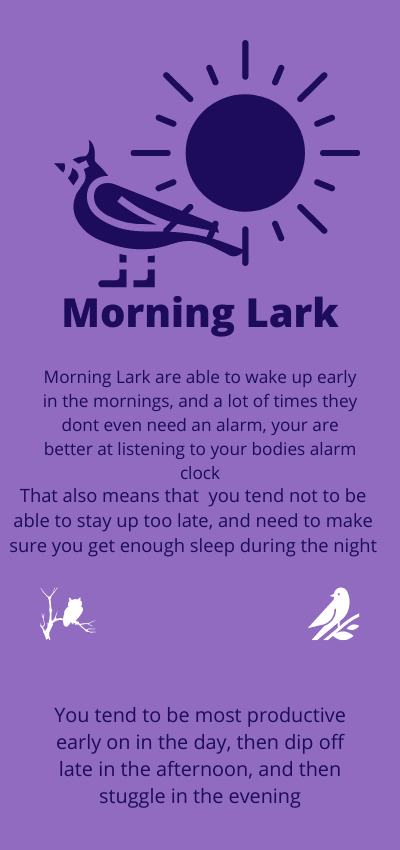 Morning Lark
Morning Lark are able to wake up early
in the mornings, and a lot of times they
dont even need an alarm, your are
better at listening to your bodies alarm
clock
That also means that  you tend not to be
able to stay up too late, and need to make
sure you get enough sleep during the night
You tend to be most productive
early on in the day, then dip off
late in the afternoon, and then
stuggle in the evening